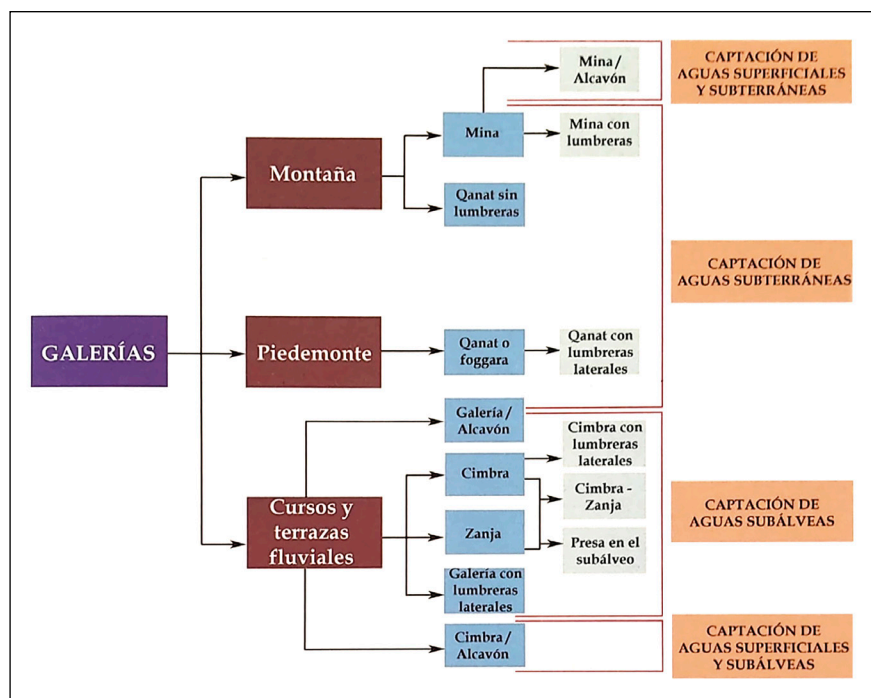 GALERÍAS
Montaña
Mina
Mina /
Alcavón
Mina con
lumbreras
Qanat sin
lumbreras
Piedemonte
Qanat o
foggara
Qanat con
lumbreras
laterales
Cursos y
terrazas
fluviales
Galería /
Alcavón
Cimbra
Cimbra con
lumbreras
laterales
Cimbra -
Zanja
Zanja
Presa en el
subálveo
Galería con
lumbreras
laterales
Cimbra /
Alcavón
CAPTACIÓN DE
AGUAS SUPERFICIALES
Y SUBTERRÁNEAS
CAPTACIÓN DE
AGUAS SUBTERRÁNEAS
CAPTACIÓN DE
AGUAS SUBÁLVEAS
CAPTACIÓN DE
AGUAS SUPERFICIALES
Y SUBÁLVEAS